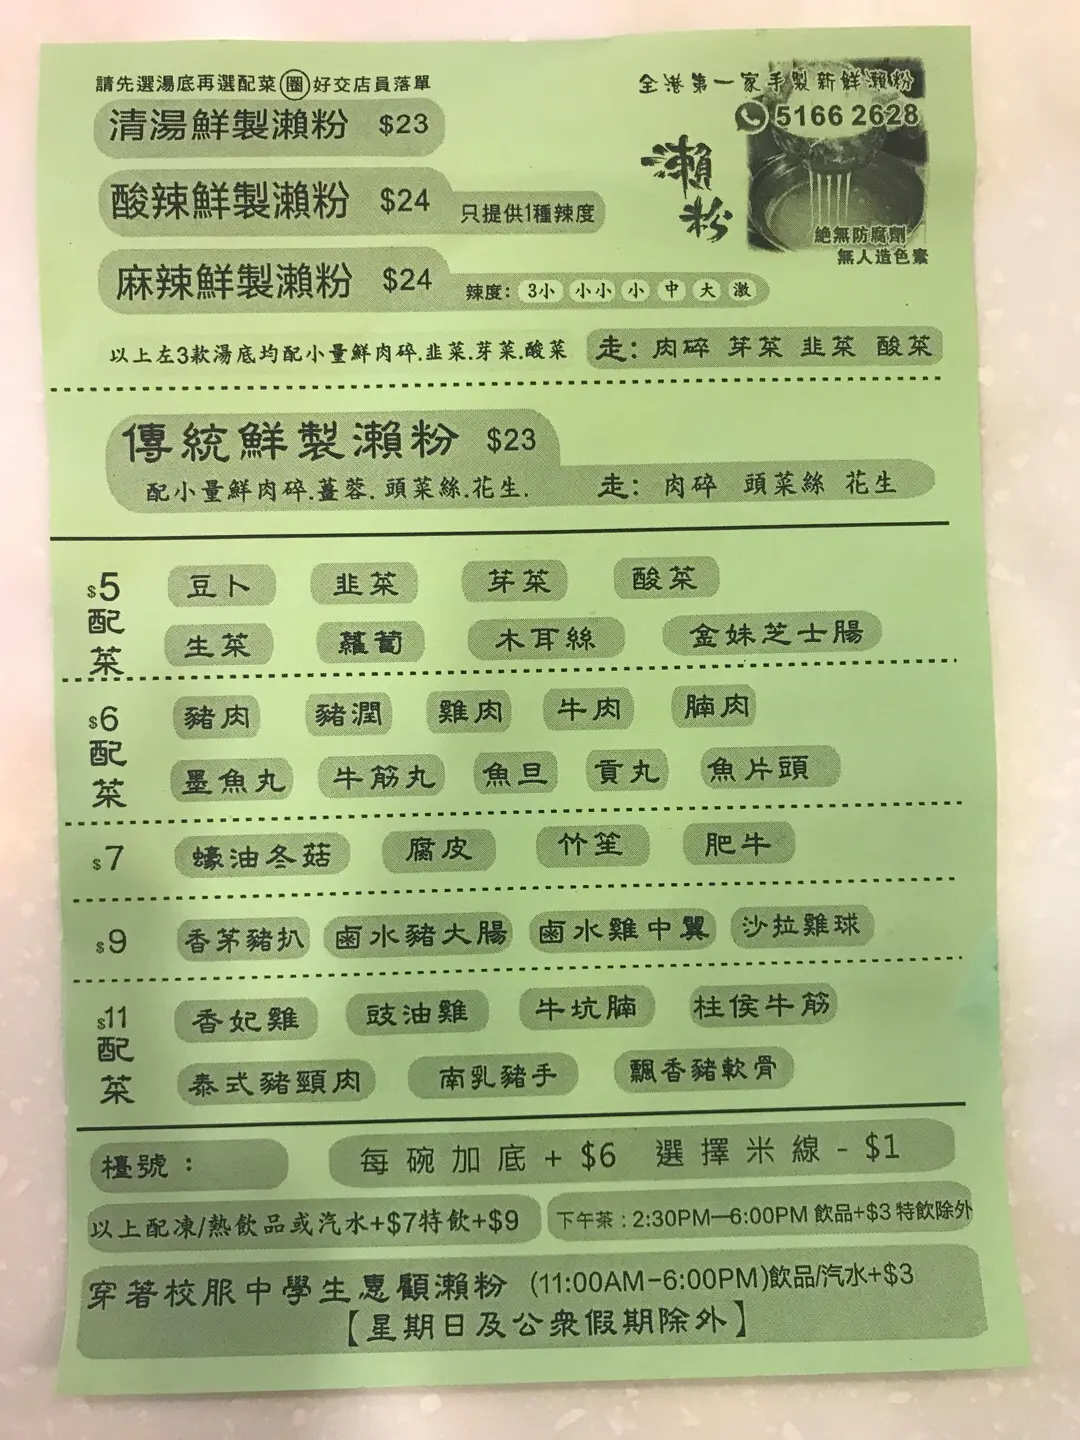 請先選湯底再選配菜圈好交店員落單
全港第一家手製新鮮瀨粉
5166 2628
瀨粉
絕無防腐劑
無人造色素
清湯鮮製瀨粉 $23
酸辣鮮製瀨粉 $24 只提供1種辣度
麻辣鮮製瀨粉 $24 辣度: 3小 小小 小 中 大 激
以上左3款湯底均配小量鮮肉碎.韭菜.芽菜.酸菜 走: 肉碎 芽菜 韭菜 酸菜
傳統鮮製瀨粉 $23
配小量鮮肉碎.薑蓉.頭菜絲.花生. 走: 肉碎 頭菜絲 花生
$5配菜
豆卜 韭菜 芽菜 酸菜
生菜 蘿蔔 木耳絲 金妹芝士腸
$6配菜
豬肉 豬潤 雞肉 牛肉 腩肉
墨魚丸 牛筋丸 魚旦 貢丸 魚片頭
$7 蠔油冬菇 腐皮 竹笙 肥牛
$9 香茅豬扒 鹵水豬大腸 鹵水雞中翼 沙拉雞球
$11配菜
香妃雞 豉油雞 牛坑腩 柱侯牛筋
泰式豬頸肉 南乳豬手 飄香豬軟骨
檯號: 每碗加底+$6 選擇米線-$1
以上配凍/熱飲品或汽水+$7特飲+$9 下午茶:2:30PM—6:00PM 飲品+$3 特飲除外
穿著校服中學生惠顧瀨粉 (11:00AM-6:00PM)飲品/汽水+$3
【星期日及公眾假期除外】